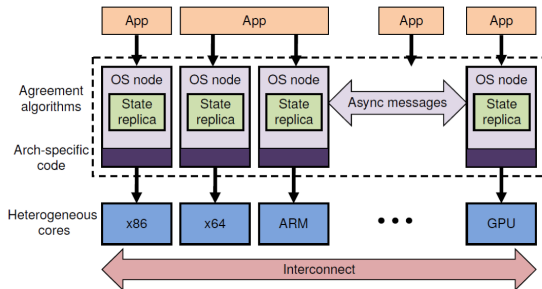 App
App
App
App
Agreement
algorithms
OS node
OS node
OS node
OS node
State
replica
State
replica
State
replica
State
replica
Async messages
Arch-specific
code
Heterogeneous
cores
x86
x64
ARM
• • •
GPU
Interconnect